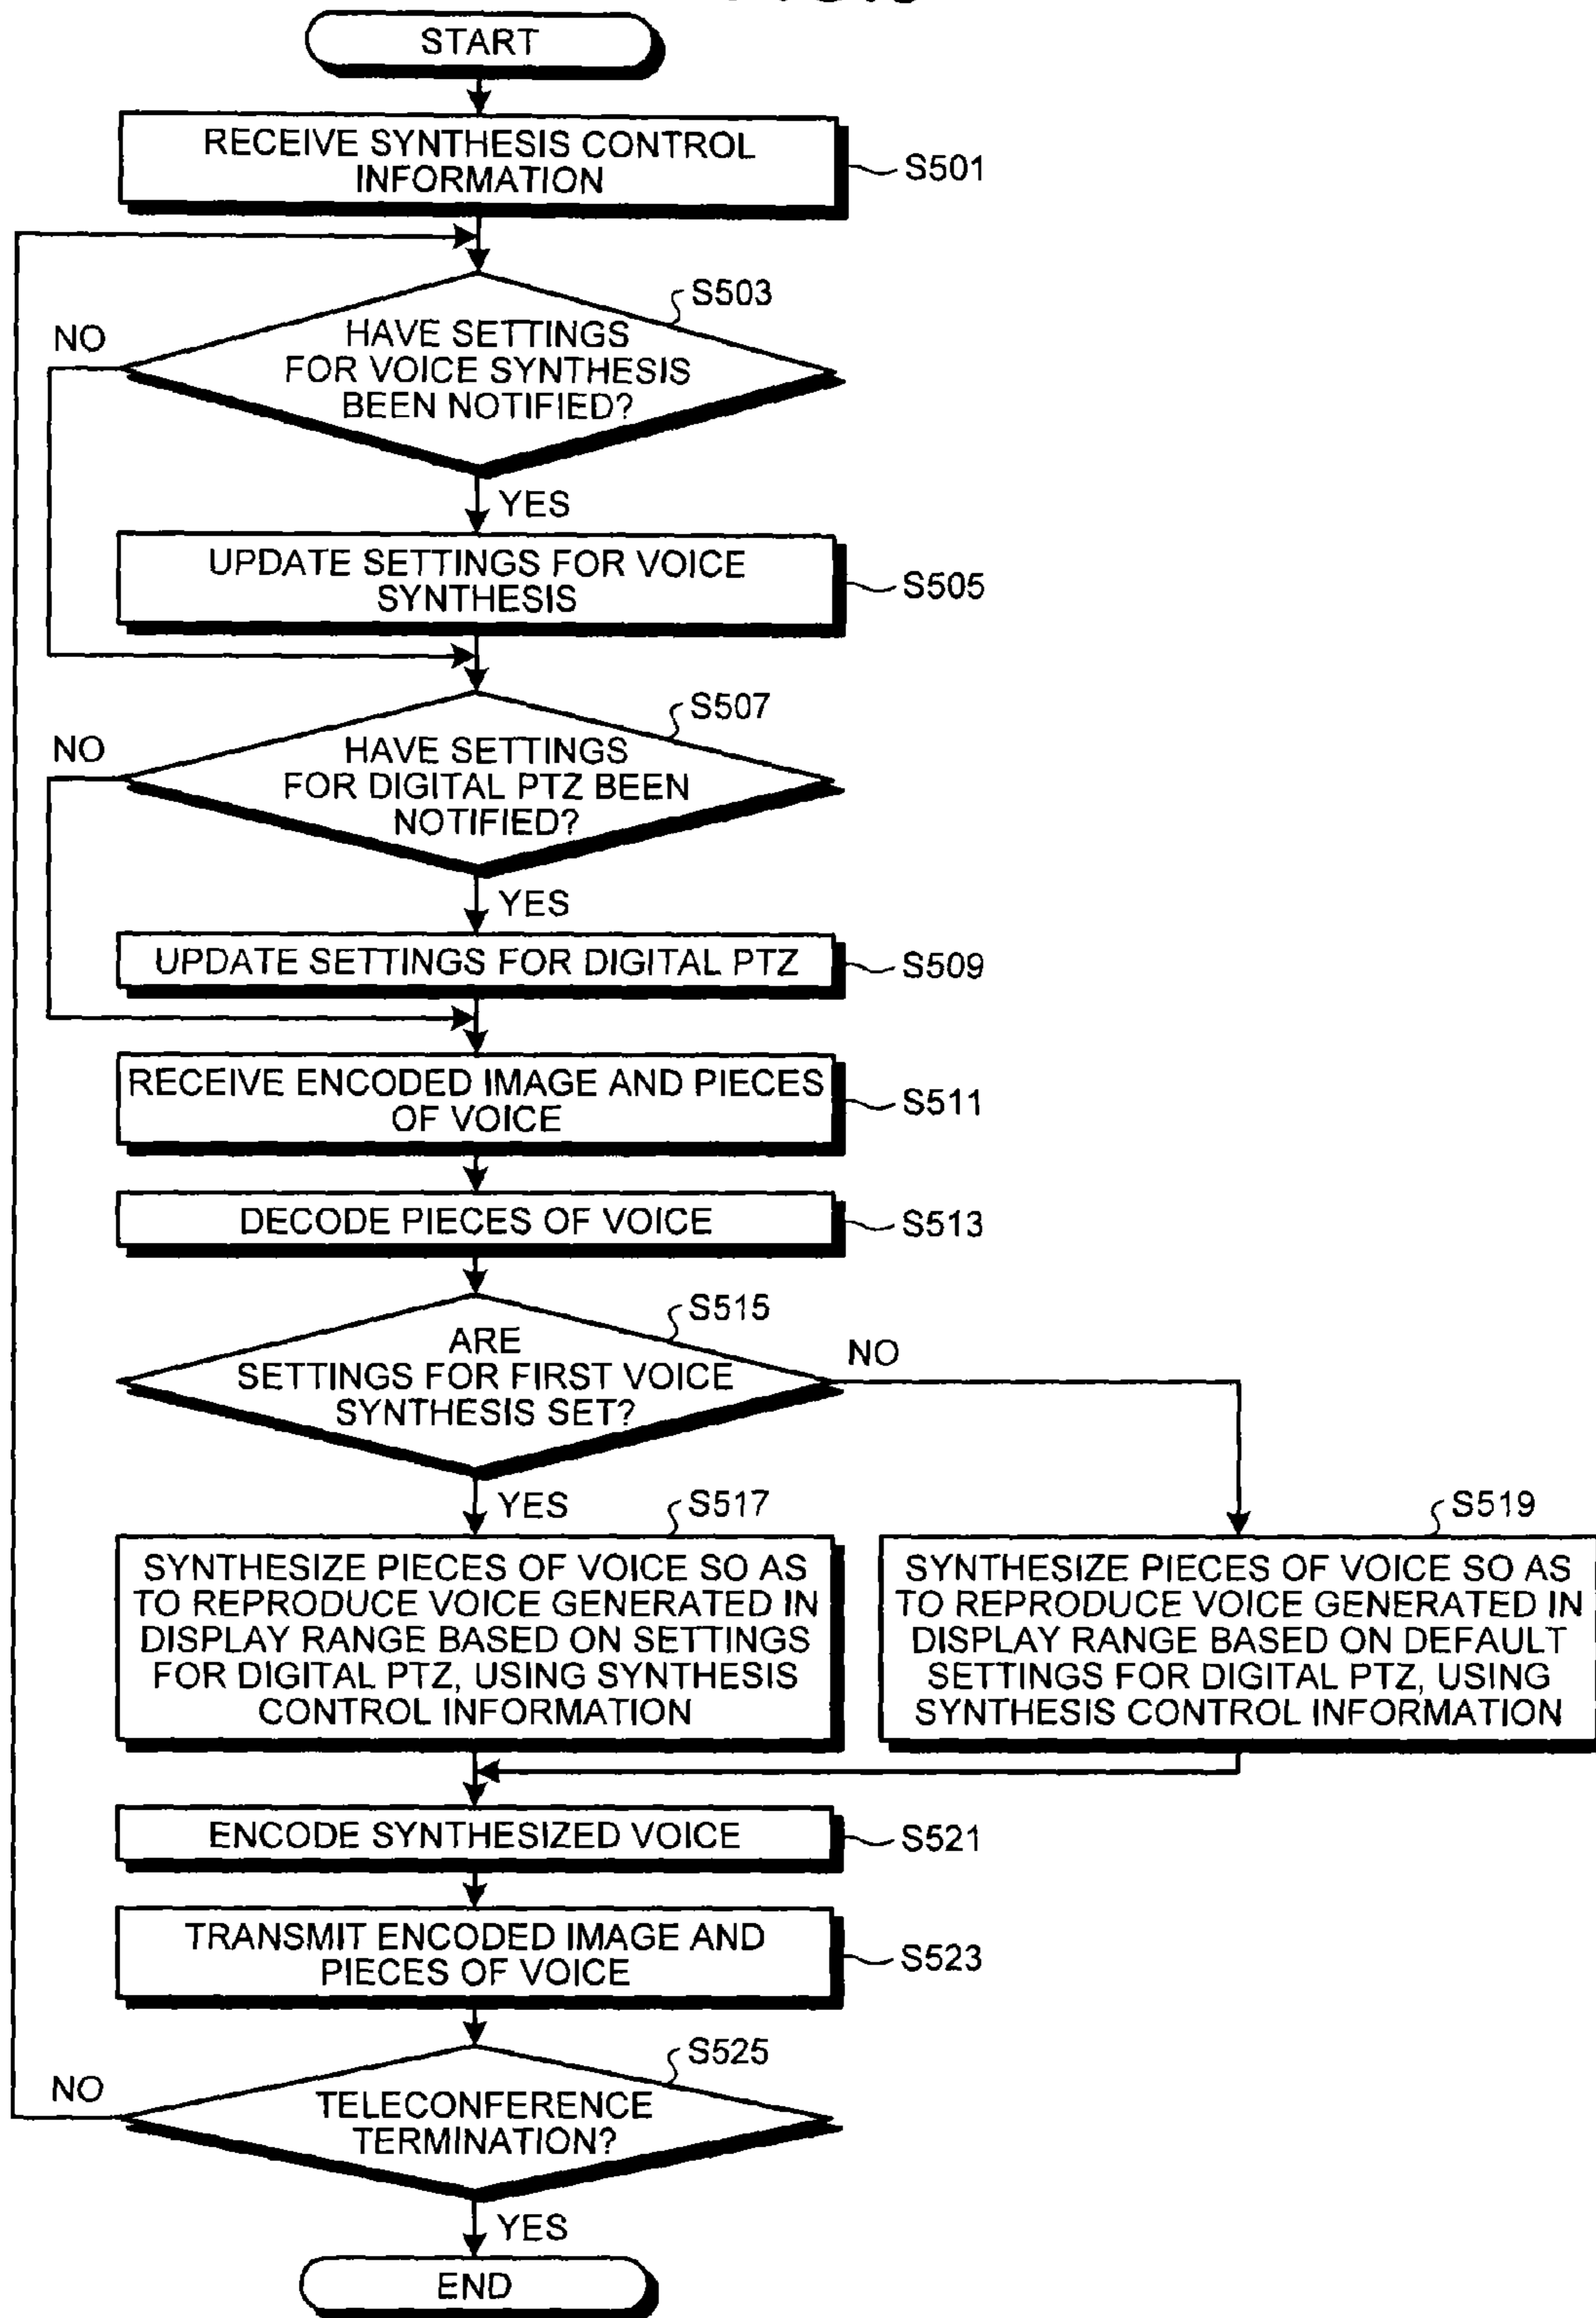 START
RECEIVE SYNTHESIS CONTROL
INFORMATION
S501
S503
NO
HAVE SETTINGS
FOR VOICE SYNTHESIS
BEEN NOTIFIED?
YES
UPDATE SETTINGS FOR VOICE
SYNTHESIS
S505
S507
NO
HAVE SETTINGS
FOR DIGITAL PTZ BEEN
NOTIFIED?
YES
UPDATE SETTINGS FOR DIGITAL PTZ
S509
RECEIVE ENCODED IMAGE AND PIECES
OF VOICE
S511
DECODE PIECES OF VOICE
S513
S515
ARE
SETTINGS FOR FIRST VOICE
SYNTHESIS SET?
NO
YES
S517
SYNTHESIZE PIECES OF VOICE SO AS
TO REPRODUCE VOICE GENERATED IN
DISPLAY RANGE BASED ON SETTINGS
FOR DIGITAL PTZ, USING SYNTHESIS
CONTROL INFORMATION
S519
SYNTHESIZE PIECES OF VOICE SO AS
TO REPRODUCE VOICE GENERATED IN
DISPLAY RANGE BASED ON DEFAULT
SETTINGS FOR DIGITAL PTZ, USING
SYNTHESIS CONTROL INFORMATION
ENCODE SYNTHESIZED VOICE
S521
TRANSMIT ENCODED IMAGE AND
PIECES OF VOICE
S523
S525
NO
TELECONFERENCE
TERMINATION?
YES
END